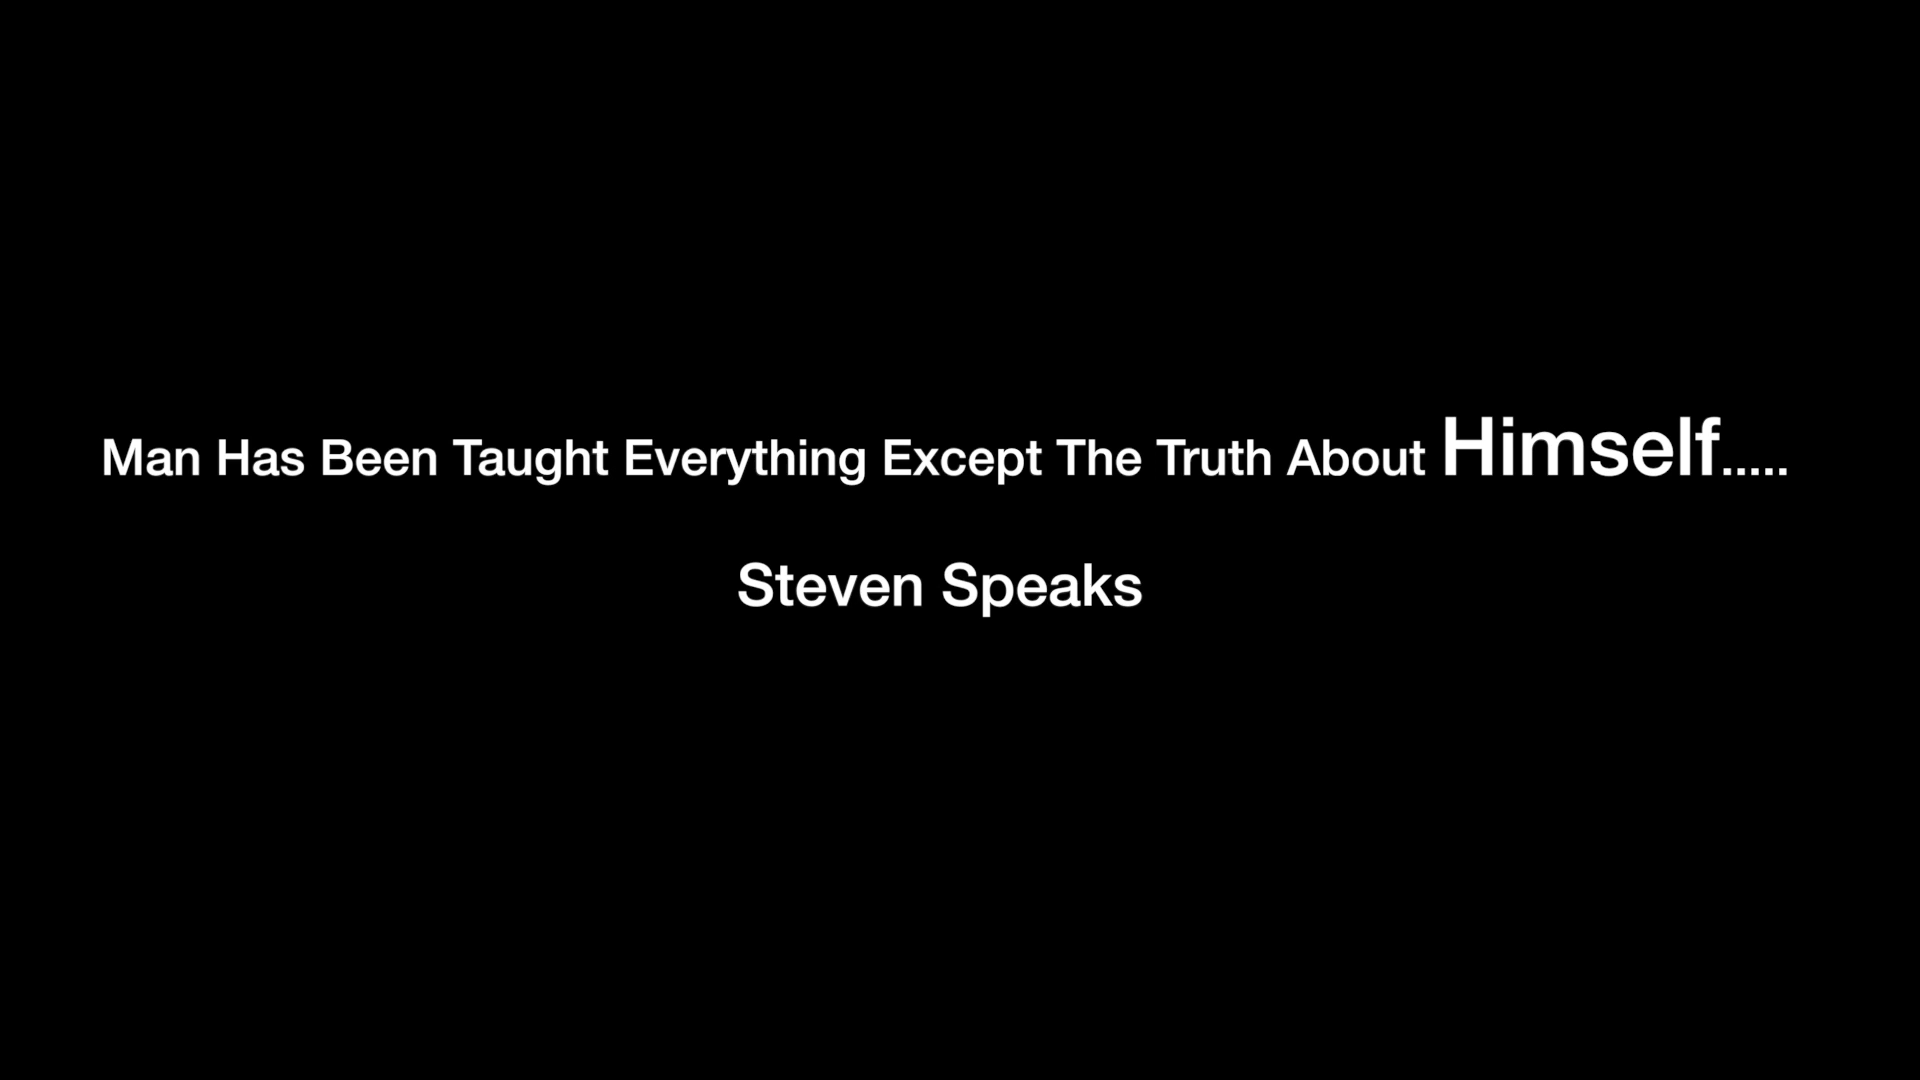 Man Has Been Taught Everything Except The Truth About Himself.....
Steven Speaks